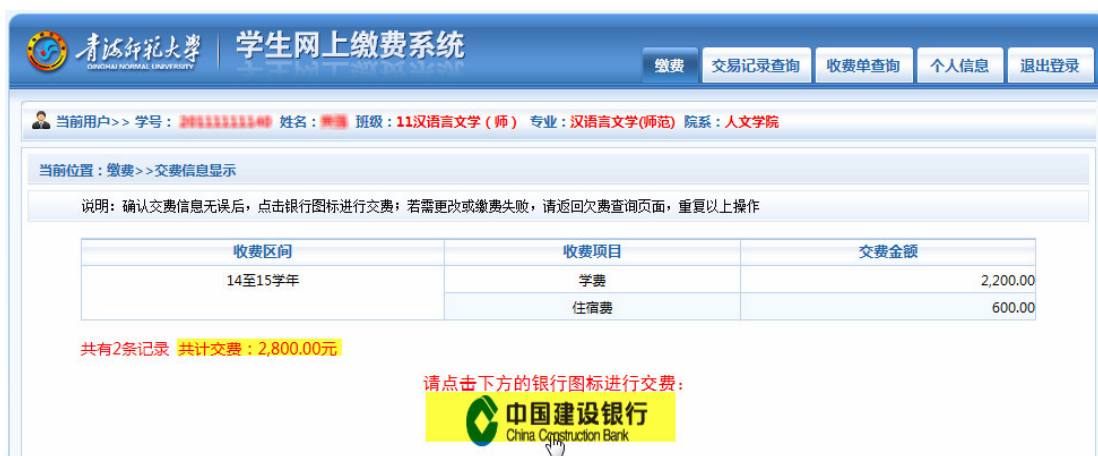 青海师范大学 学生网上缴费系统
QINGHAI NORMAL UNIVERSITY
缴费 交易记录查询 收费单查询 个人信息 退出登录
当前用户>> 学号： 姓名： 班级：11汉语言文学（师） 专业：汉语言文学(师范) 院系：人文学院
当前位置：缴费>>交费信息显示
说明：确认交费信息无误后，点击银行图标进行交费；若需更改或缴费失败，请返回欠费查询页面，重复以上操作
收费区间 收费项目 交费金额
14至15学年 学费 2,200.00
住宿费 600.00
共有2条记录 共计交费：2,800.00元
请点击下方的银行图标进行交费：
中国建设银行
China Construction Bank